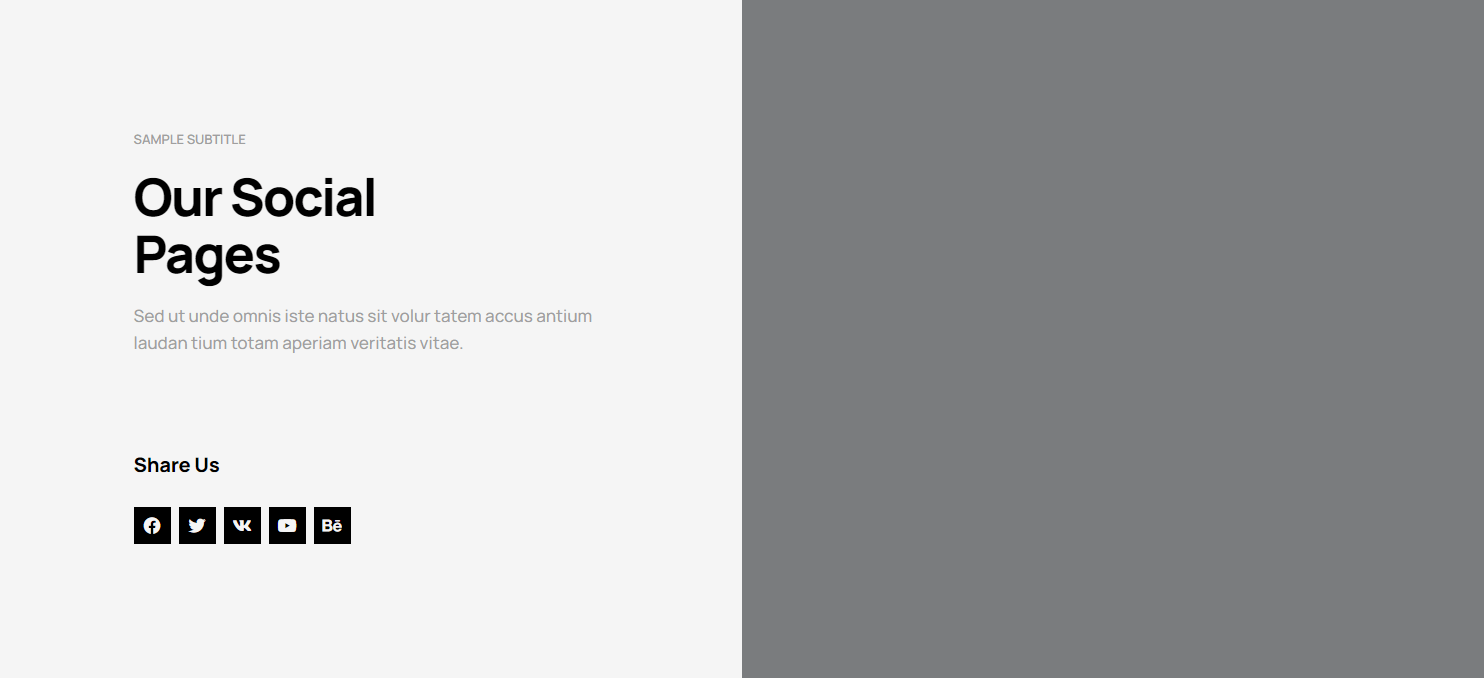 SAMPLE SUBTITLE
Our Social
Pages
Sed ut unde omnis iste natus sit volur tatem accus antium
laudan tium totam aperiam veritatis vitae.
Share Us
Bē